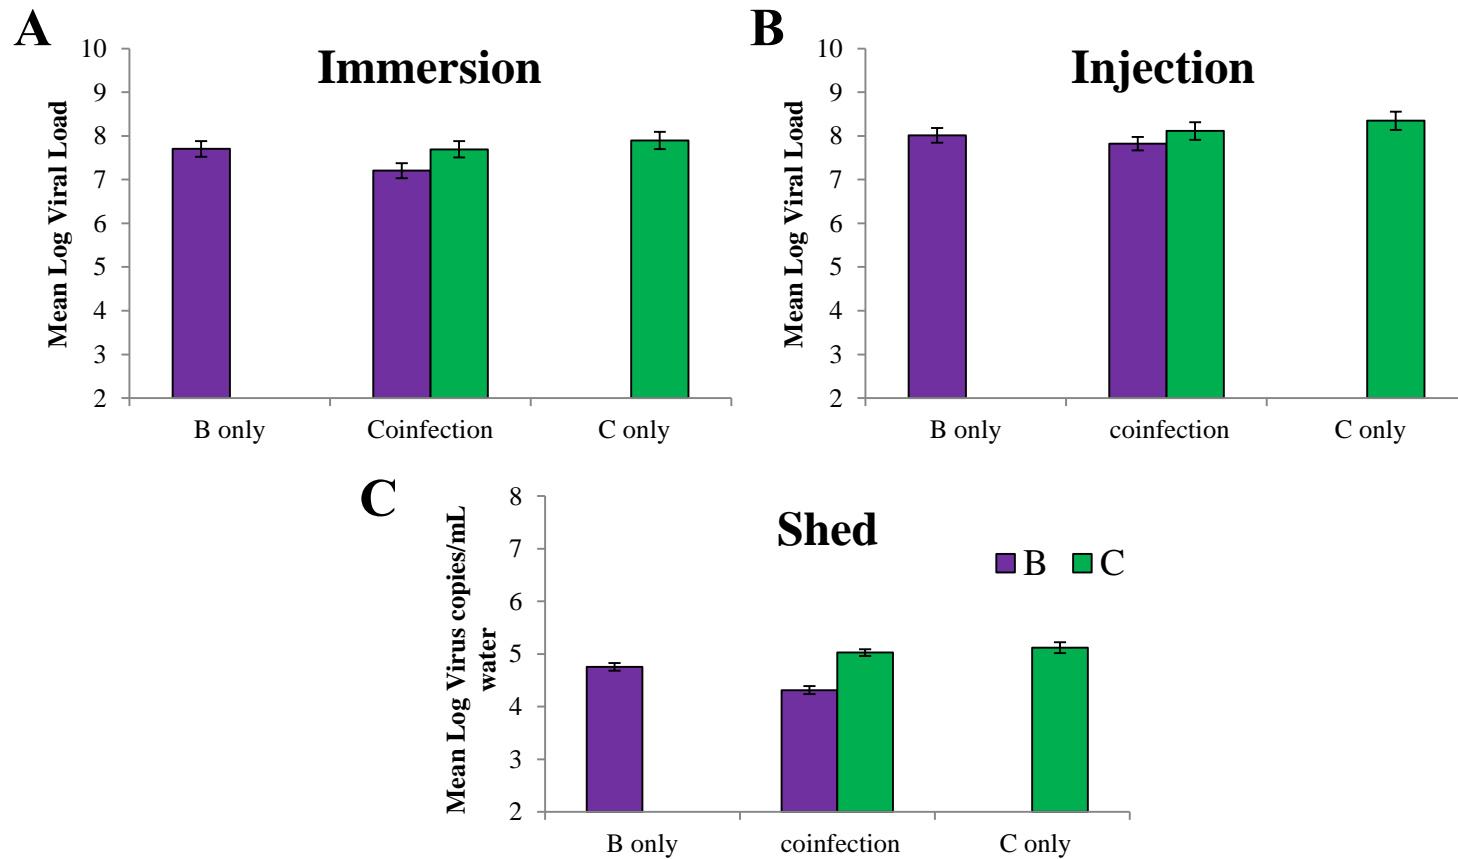 A
Immersion
Mean Log Viral Load
10
9
8
7
6
5
4
3
2
B only
Coinfection
C only
B
Injection
Mean Log Viral Load
10
9
8
7
6
5
4
3
2
B only
coinfection
C only
C
Shed
Mean Log Virus copies/mL
water
8
7
6
5
4
3
2
B
C
B only
coinfection
C only